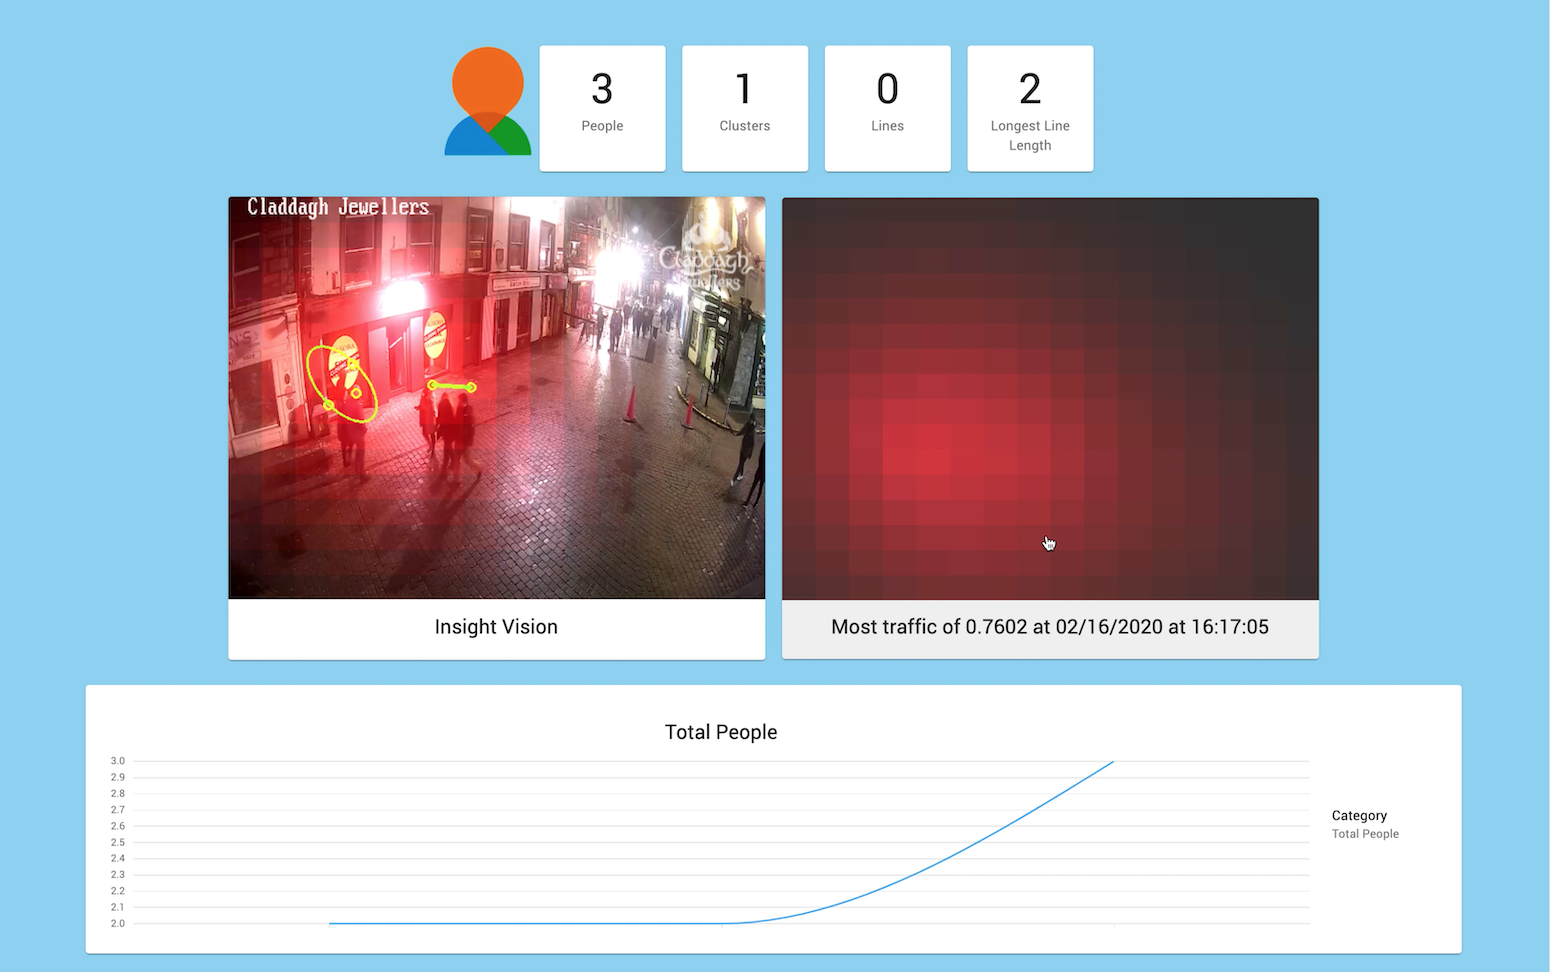 3
People
1
Clusters
0
Lines
2
Longest Line
Length
Claddagh Jewellers
Claddagh
Jewellers
Insight Vision
Most traffic of 0.7602 at 02/16/2020 at 16:17:05
Total People
3.0
2.9
2.8
2.7
2.6
2.5
2.4
2.3
2.2
2.1
2.0
Category
Total People